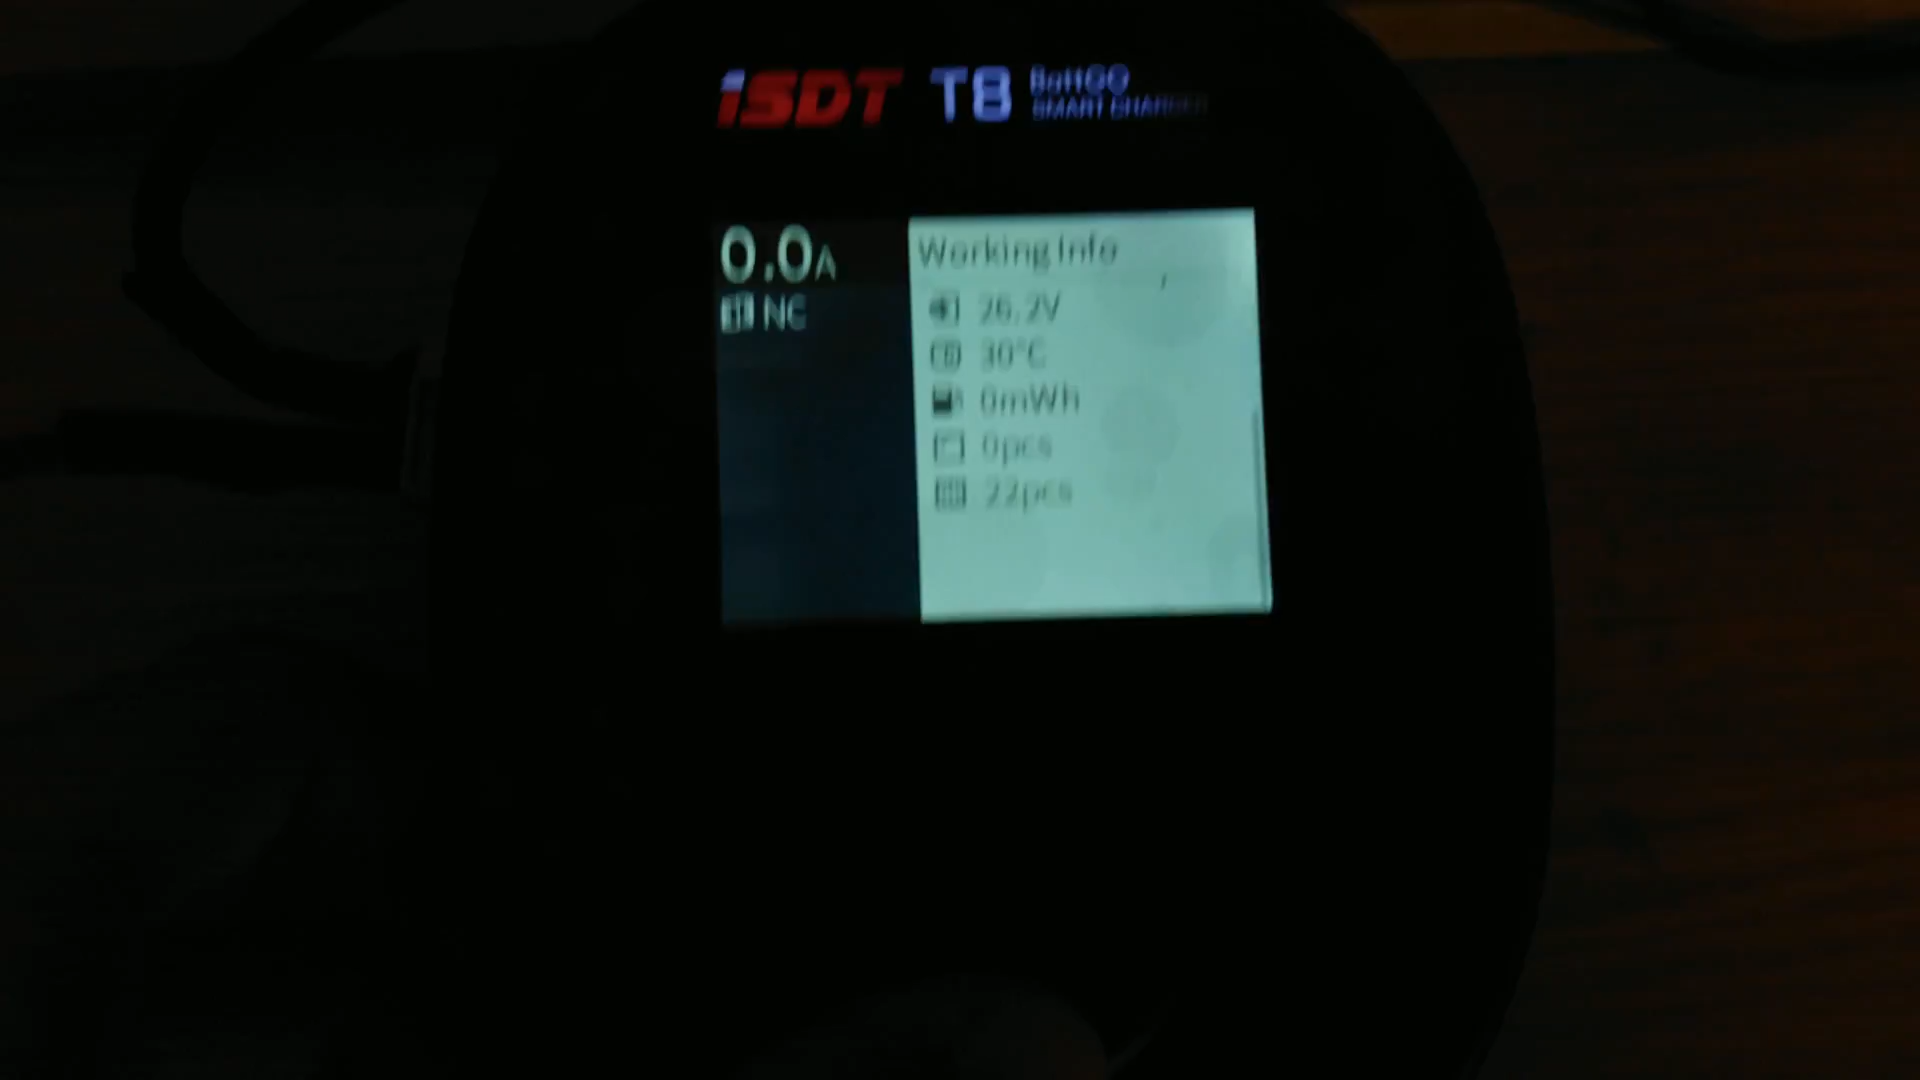 iSDT T8 BattGO
SMART CHARGER
0.0A
NC
Working Info
26.2V
30°C
0mWh
0pcs
22pcs